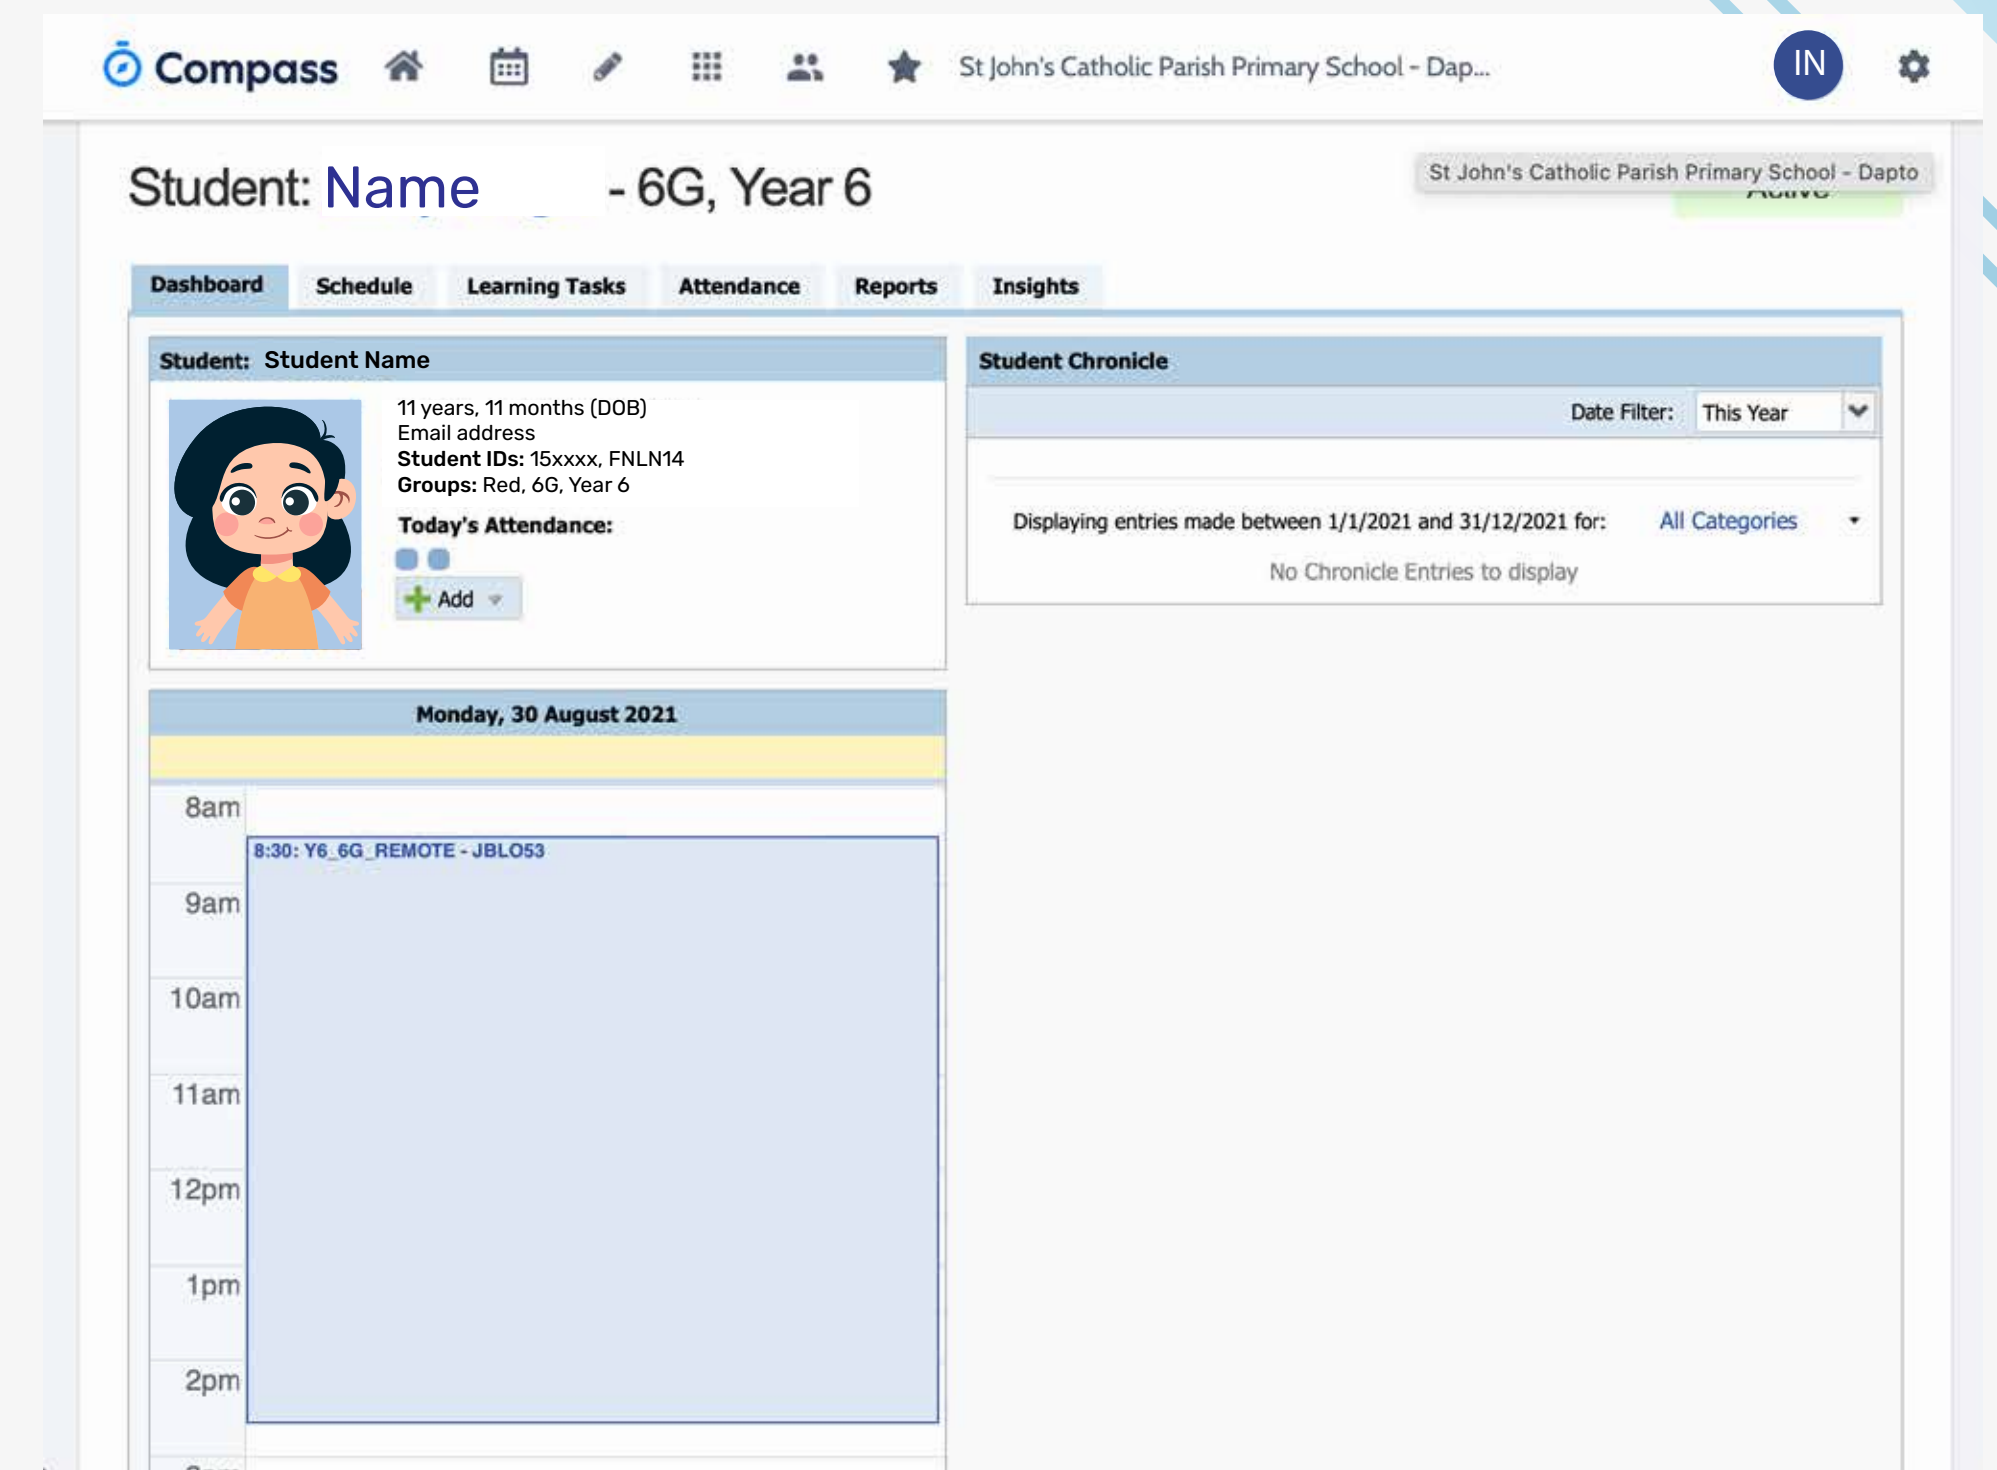 Compass
St John's Catholic Parish Primary School - Dap...
IN
Student: Name - 6G, Year 6
St John's Catholic Parish Primary School - Dapto
Active
Dashboard
Schedule
Learning Tasks
Attendance
Reports
Insights
Student: Student Name
11 years, 11 months (DOB)
Email address
Student IDs: 15xxxx, FNLN14
Groups: Red, 6G, Year 6
Today's Attendance:
Add
Student Chronicle
Date Filter: This Year
Displaying entries made between 1/1/2021 and 31/12/2021 for: All Categories
No Chronicle Entries to display
Monday, 30 August 2021
8am
8:30: Y6_6G_REMOTE - JBLO53
9am
10am
11am
12pm
1pm
2pm